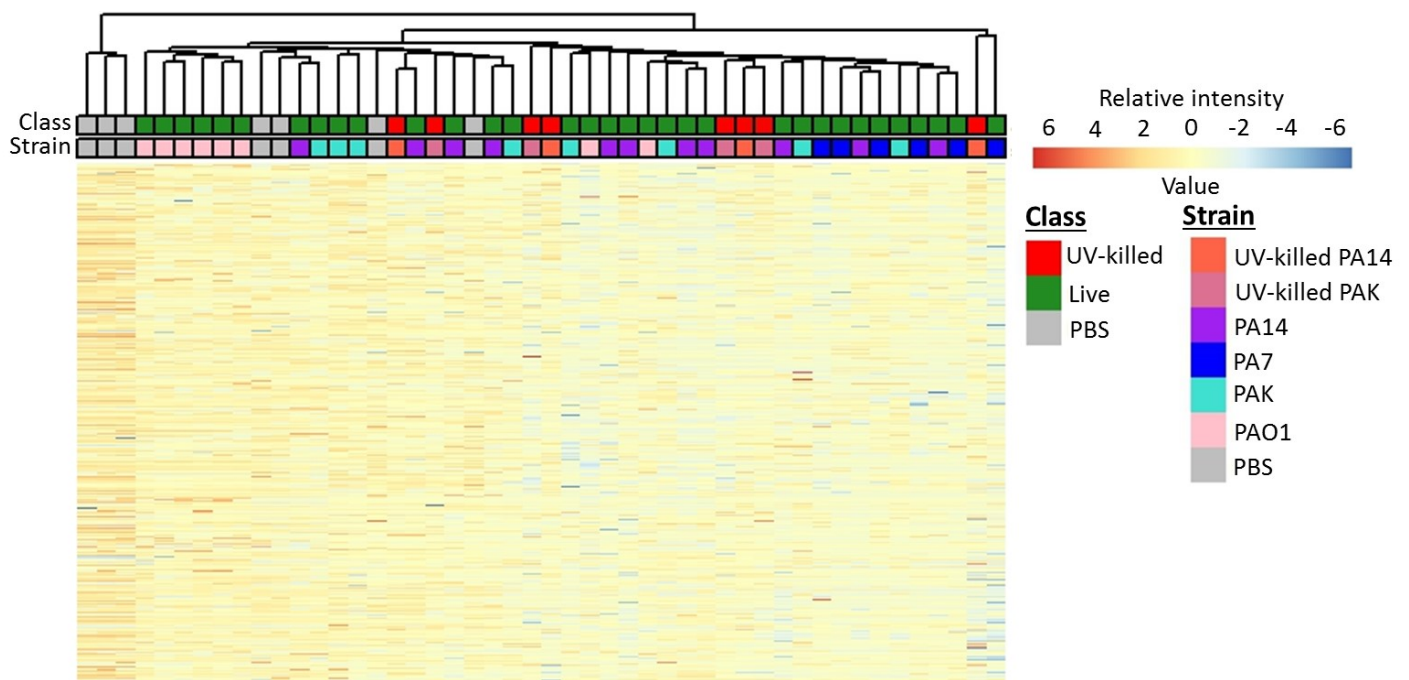 Class
Strain
Relative intensity
6 4 2 0 -2 -4 -6
Value
Class
UV-killed
Live
PBS
Strain
UV-killed PA14
UV-killed PAK
PA14
PA7
PAK
PAO1
PBS